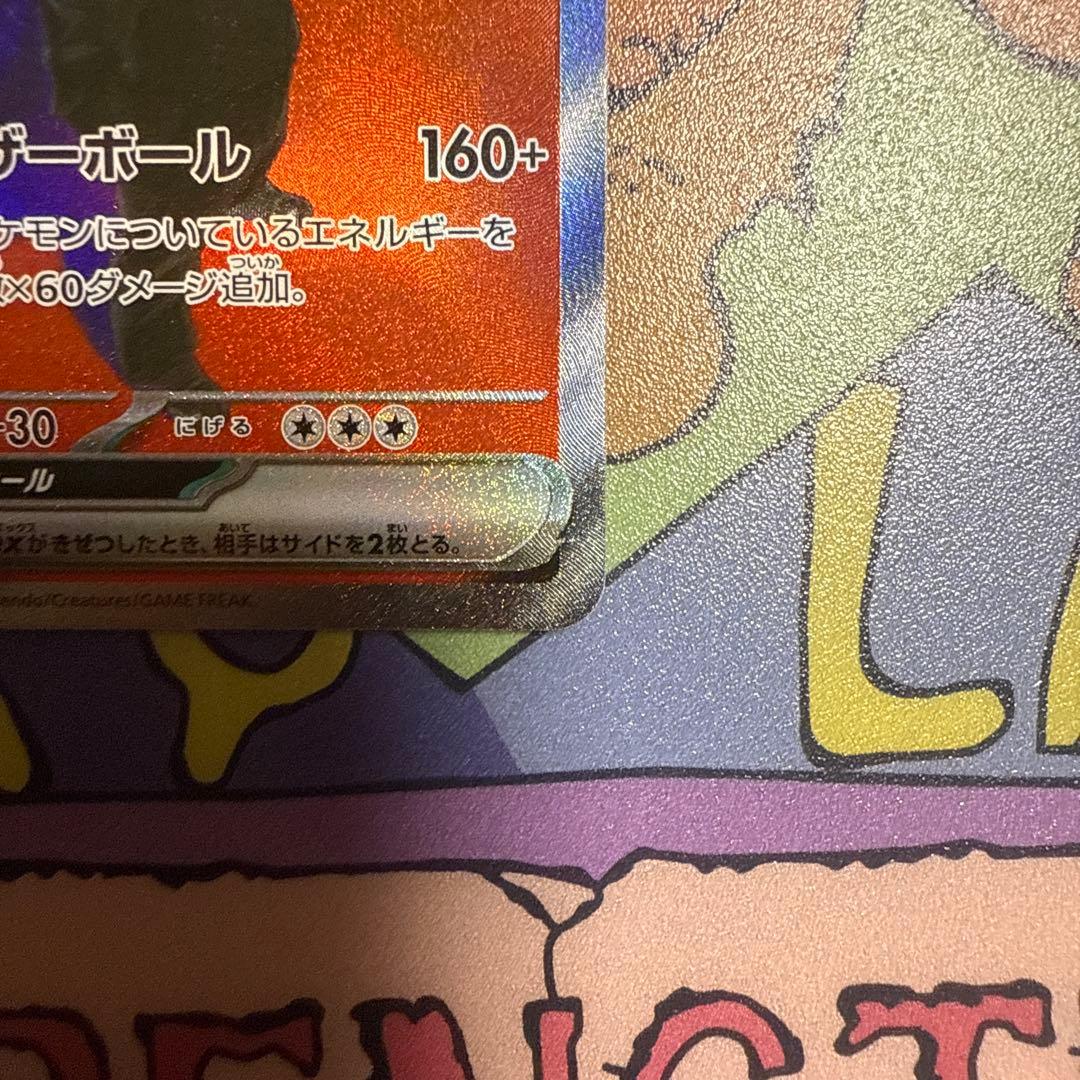 ザーボール 160+
ケモンについているエネルギーを
×60ダメージ追加。
ついか
-30 にげる
ール
がきぜつしたとき、相手はサイドを2枚とる。
あいて まい
endo/Creatures/GAME FREAK
Y L
ENGT